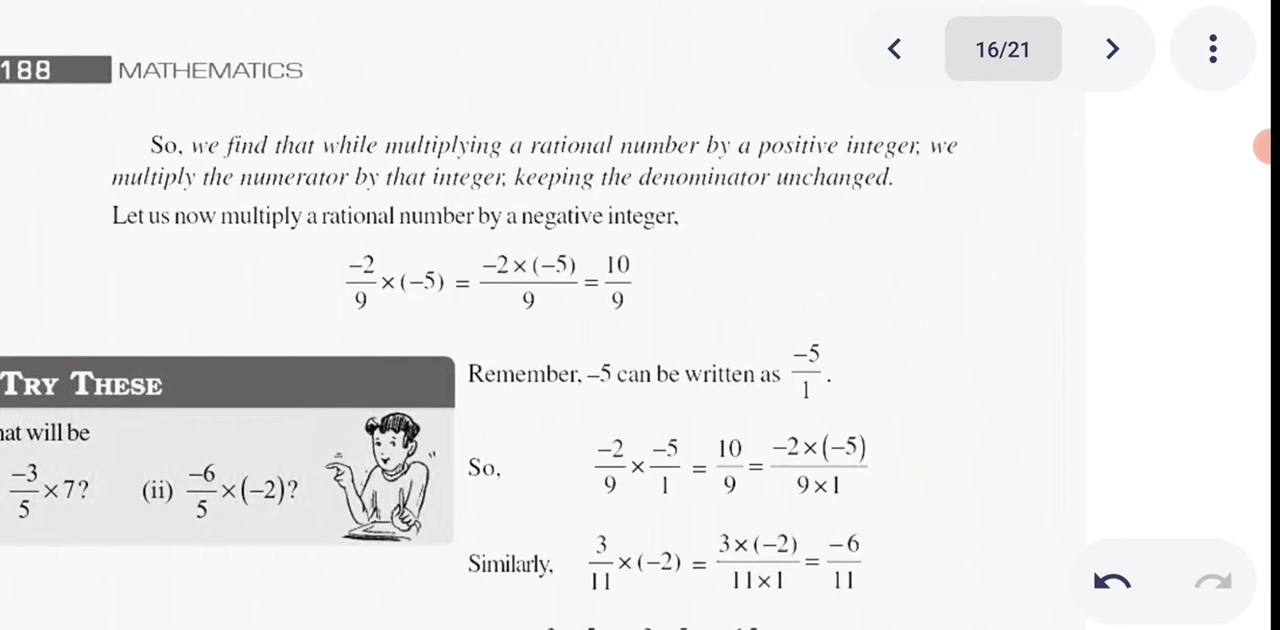 16/21
188 MATHEMATICS
So, we find that while multiplying a rational number by a positive integer, we
multiply the numerator by that integer, keeping the denominator unchanged.
Let us now multiply a rational number by a negative integer,
−2/9 × (−5) = −2 × (−5)/9 = 10/9
TRY THESE
hat will be
−3/5 × 7? (ii) −6/5 × (−2)?
Remember, −5 can be written as −5/1.
So, −2/9 × −5/1 = 10/9 = −2 × (−5)/9 × 1
Similarly, 3/11 × (−2) = 3 × (−2)/11 × 1 = −6/11